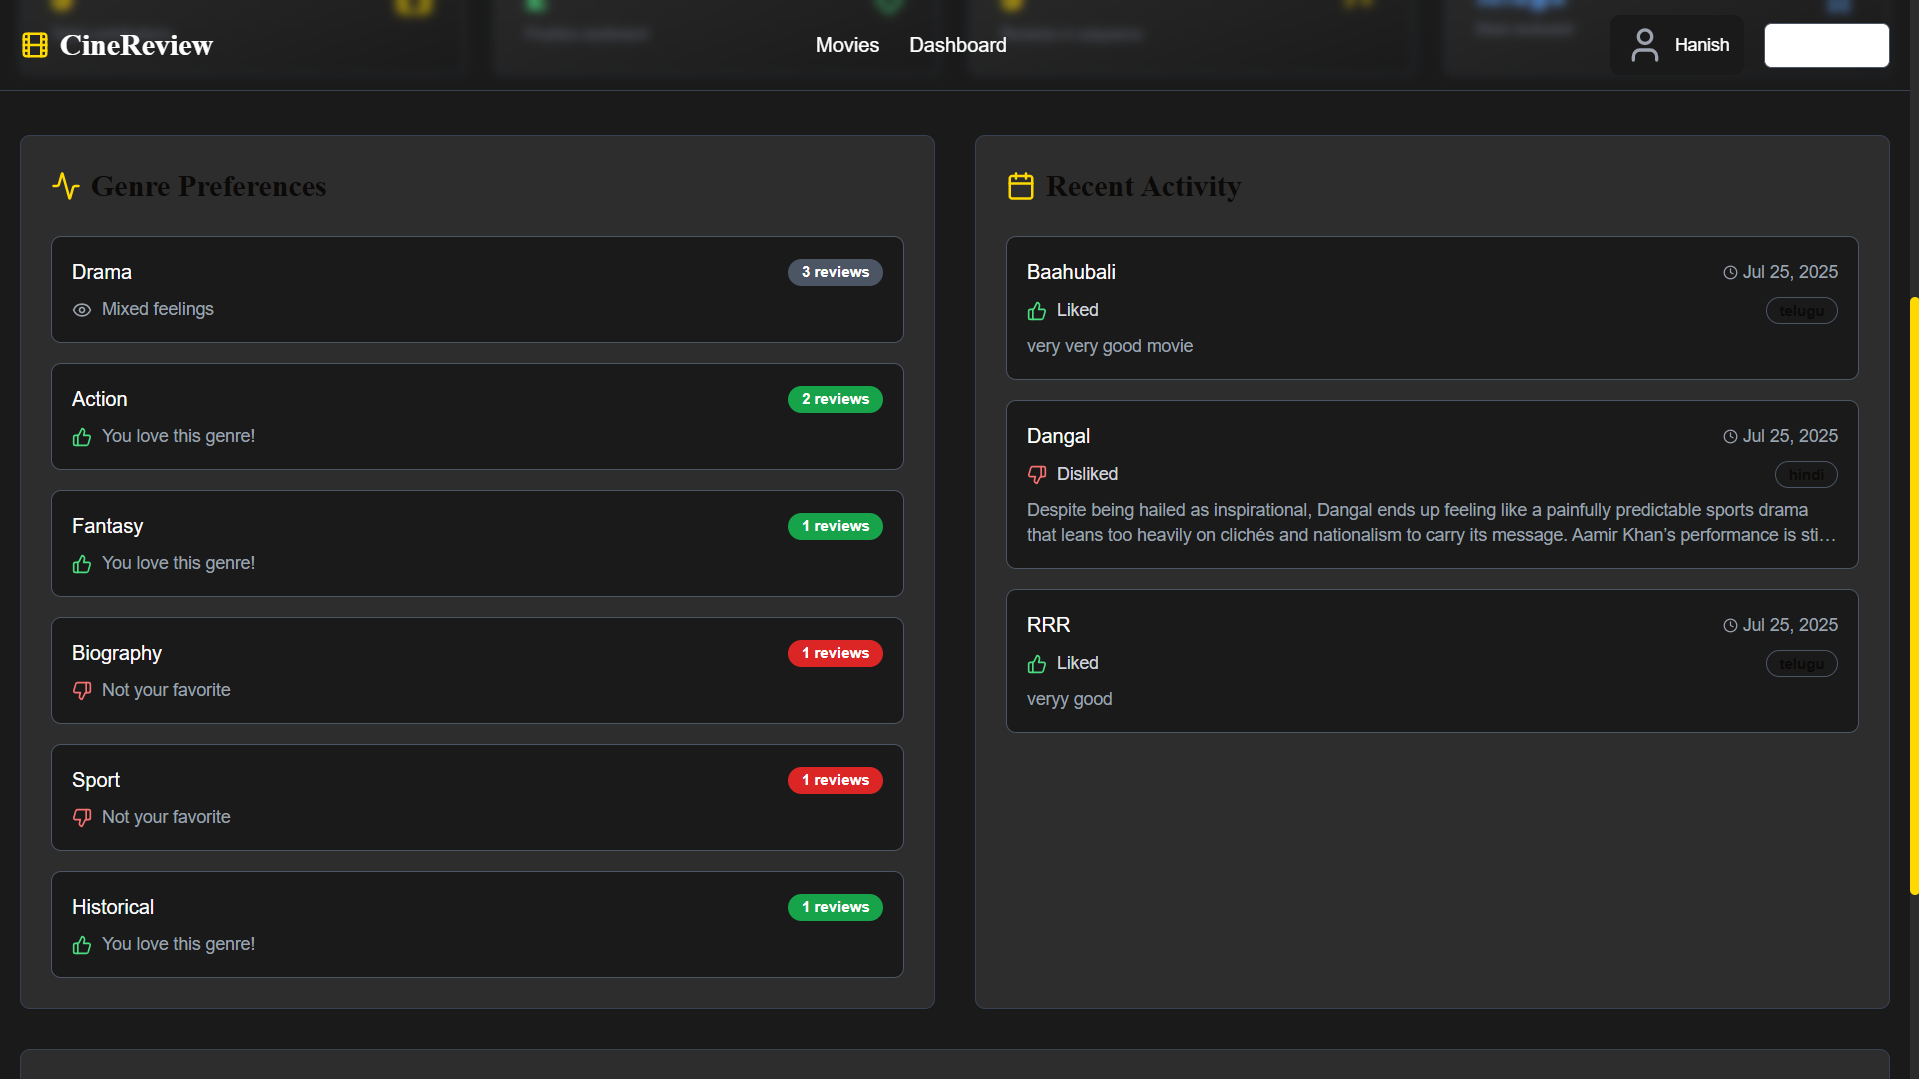 CineReview
Movies
Dashboard
Hanish
Genre Preferences
Drama
3 reviews
Mixed feelings
Action
2 reviews
You love this genre!
Fantasy
1 reviews
You love this genre!
Biography
1 reviews
Not your favorite
Sport
1 reviews
Not your favorite
Historical
1 reviews
You love this genre!
Recent Activity
Baahubali
Jul 25, 2025
Liked
telugu
very very good movie
Dangal
Jul 25, 2025
Disliked
hindi
Despite being hailed as inspirational, Dangal ends up feeling like a painfully predictable sports drama
that leans too heavily on clichés and nationalism to carry its message. Aamir Khan’s performance is sti…
RRR
Jul 25, 2025
Liked
telugu
veryy good